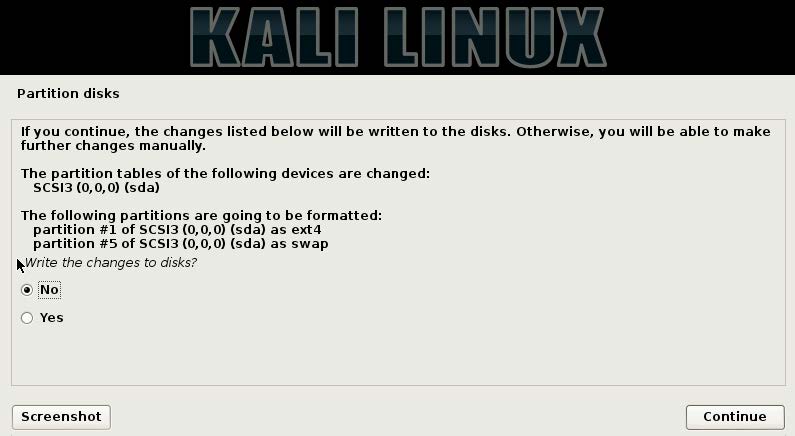 KALI LINUX
Partition disks
If you continue, the changes listed below will be written to the disks. Otherwise, you will be able to make
further changes manually.
The partition tables of the following devices are changed:
SCSI3 (0,0,0) (sda)
The following partitions are going to be formatted:
partition #1 of SCSI3 (0,0,0) (sda) as ext4
partition #5 of SCSI3 (0,0,0) (sda) as swap
Write the changes to disks?
No
Yes
Screenshot
Continue